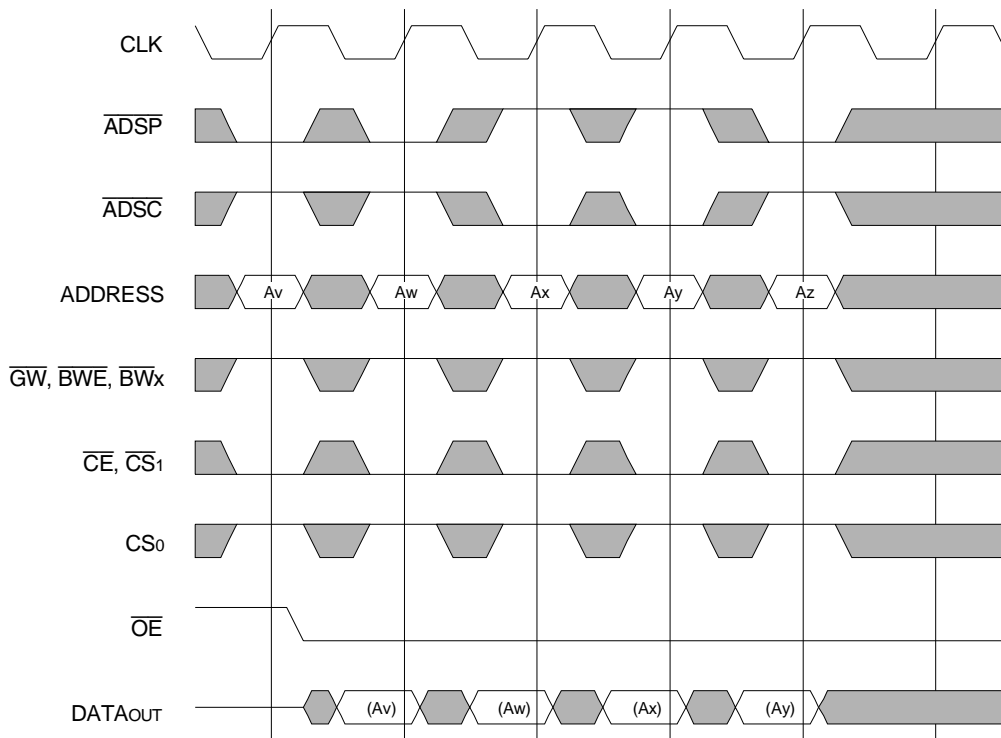 CLK
ADSP
ADSC
ADDRESS Av Aw Ax Ay Az
GW, BWE, BWx
CE, CS1
CS0
OE
DATAOUT (Av) (Aw) (Ax) (Ay)